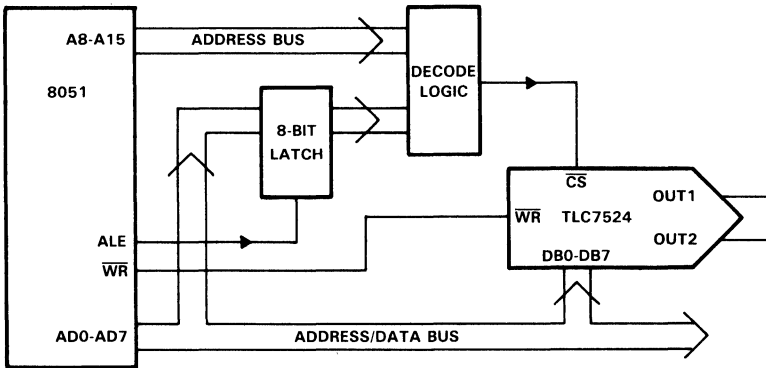 A8-A15
ADDRESS BUS
8051
DECODE
LOGIC
8-BIT
LATCH
CS
OUT1
WR
TLC7524
OUT2
ALE
WR
DB0-DB7
AD0-AD7
ADDRESS/DATA BUS